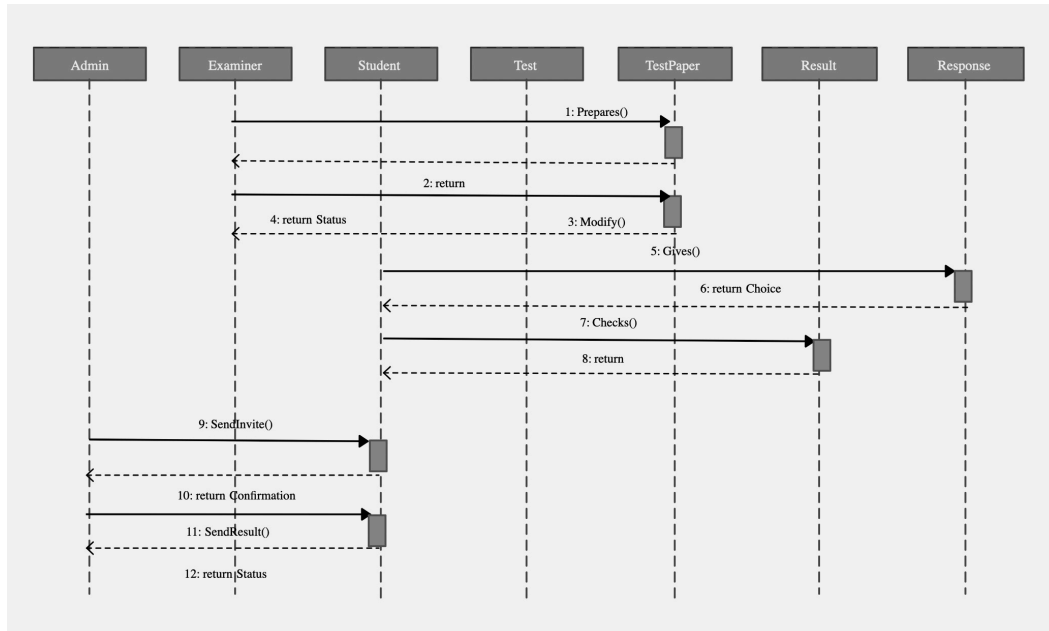 Admin
Examiner
Student
Test
TestPaper
Result
Response
1: Prepares()
2: return
4: return Status
3: Modify()
5: Gives()
6: return Choice
7: Checks()
8: return
9: SendInvite()
10: return Confirmation
11: SendResult()
12: return Status